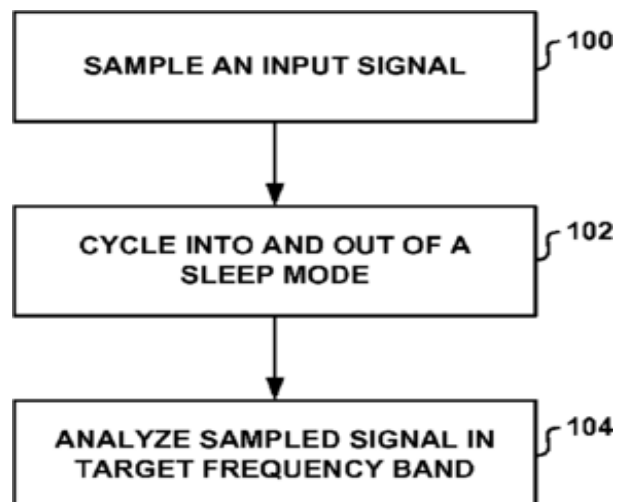 100
SAMPLE AN INPUT SIGNAL
102
CYCLE INTO AND OUT OF A
SLEEP MODE
104
ANALYZE SAMPLED SIGNAL IN
TARGET FREQUENCY BAND